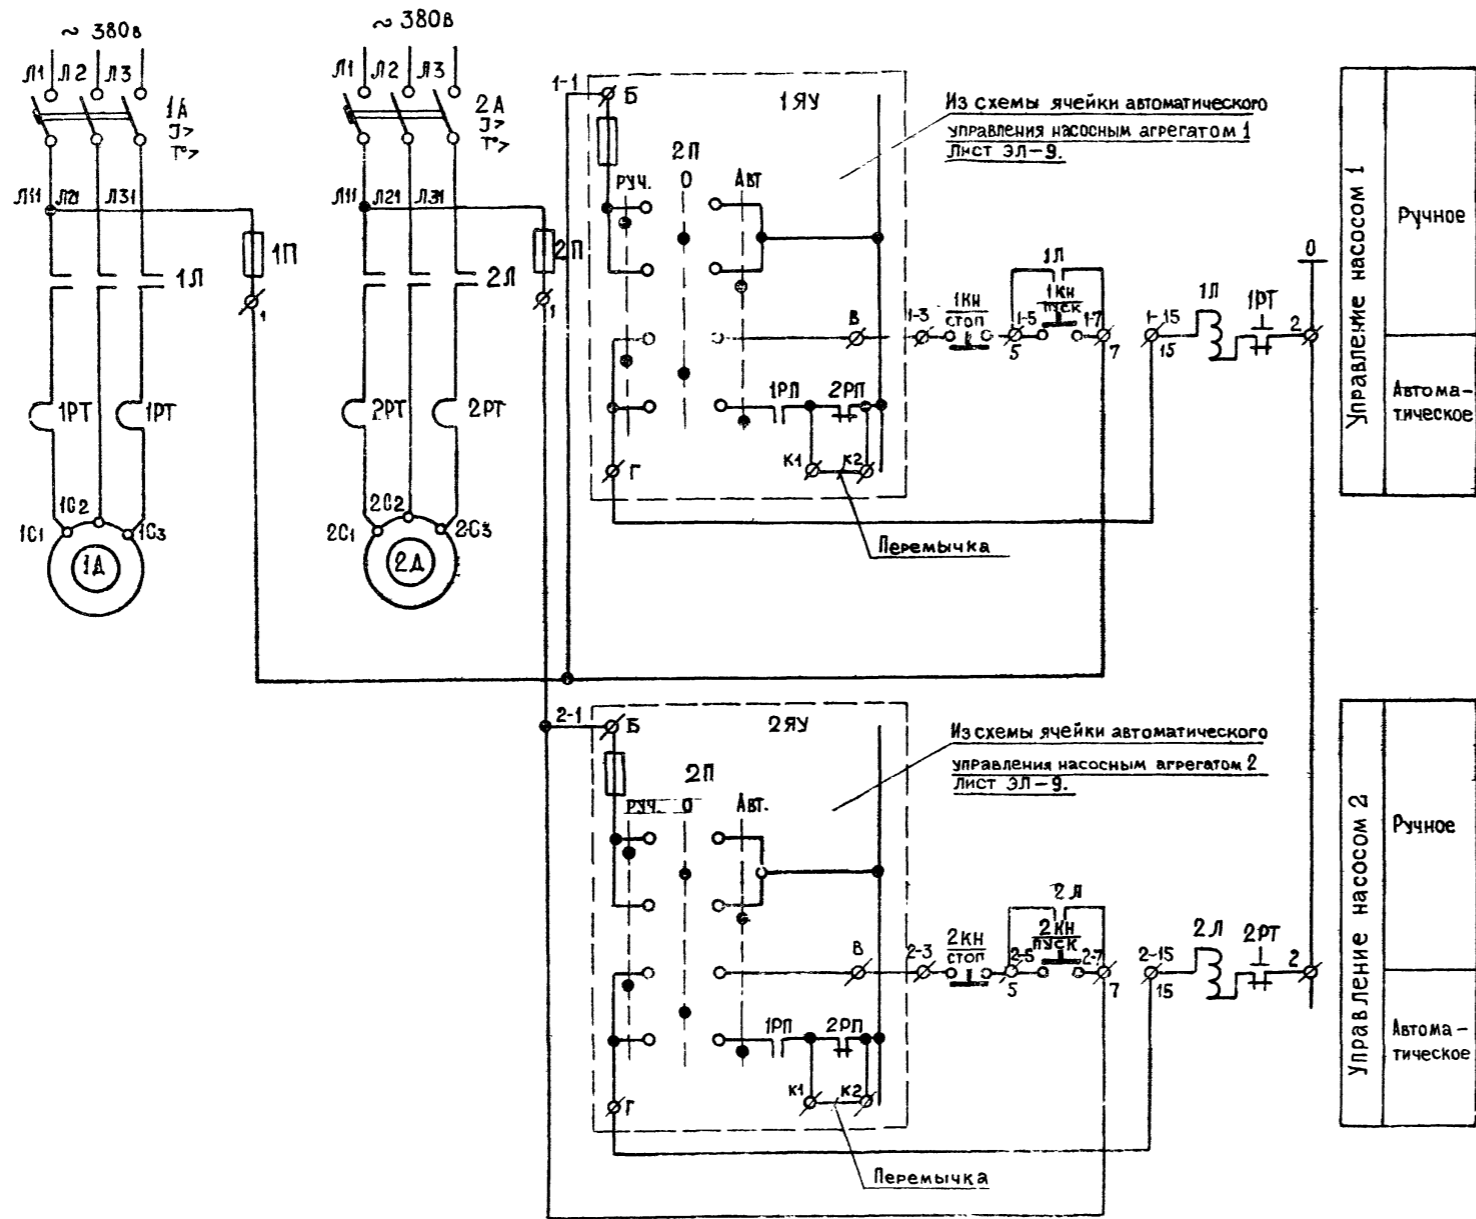 ~ 380в
Л1 Л2 Л3
1А
I>
T°>
Л11 Л21 Л31
1П
1
1Л
1РТ 1РТ
1С1 1С2 1С3
1Д
~ 380в
Л1 Л2 Л3
2А
I>
T°>
Л11 Л21 Л31
2П
1
2Л
2РТ 2РТ
2С1 2С2 2С3
2Д
1-1
Б
1ЯУ
2П
РУЧ. О АВТ
В
1РП 2РП
К1 К2
Г
Перемычка
Из схемы ячейки автоматического
управления насосным агрегатом 1
Лист ЭЛ-9.
1-3
1КН
СТОП
1-5
5
1Л
1КН
ПУСК
1-7
7
1-15
15
1Л
1РТ
2
0
Управление насосом 1
Ручное
Автома-
тическое
2-1
Б
2ЯУ
2П
РУЧ. О АВТ.
В
1РП 2РП
К1 К2
Г
Перемычка
Из схемы ячейки автоматического
управления насосным агрегатом 2
Лист ЭЛ-9.
2-3
2КН
СТОП
2-5
5
2Л
2КН
ПУСК
2-7
7
2-15
15
2Л
2РТ
2
Управление насосом 2
Ручное
Автома-
тическое